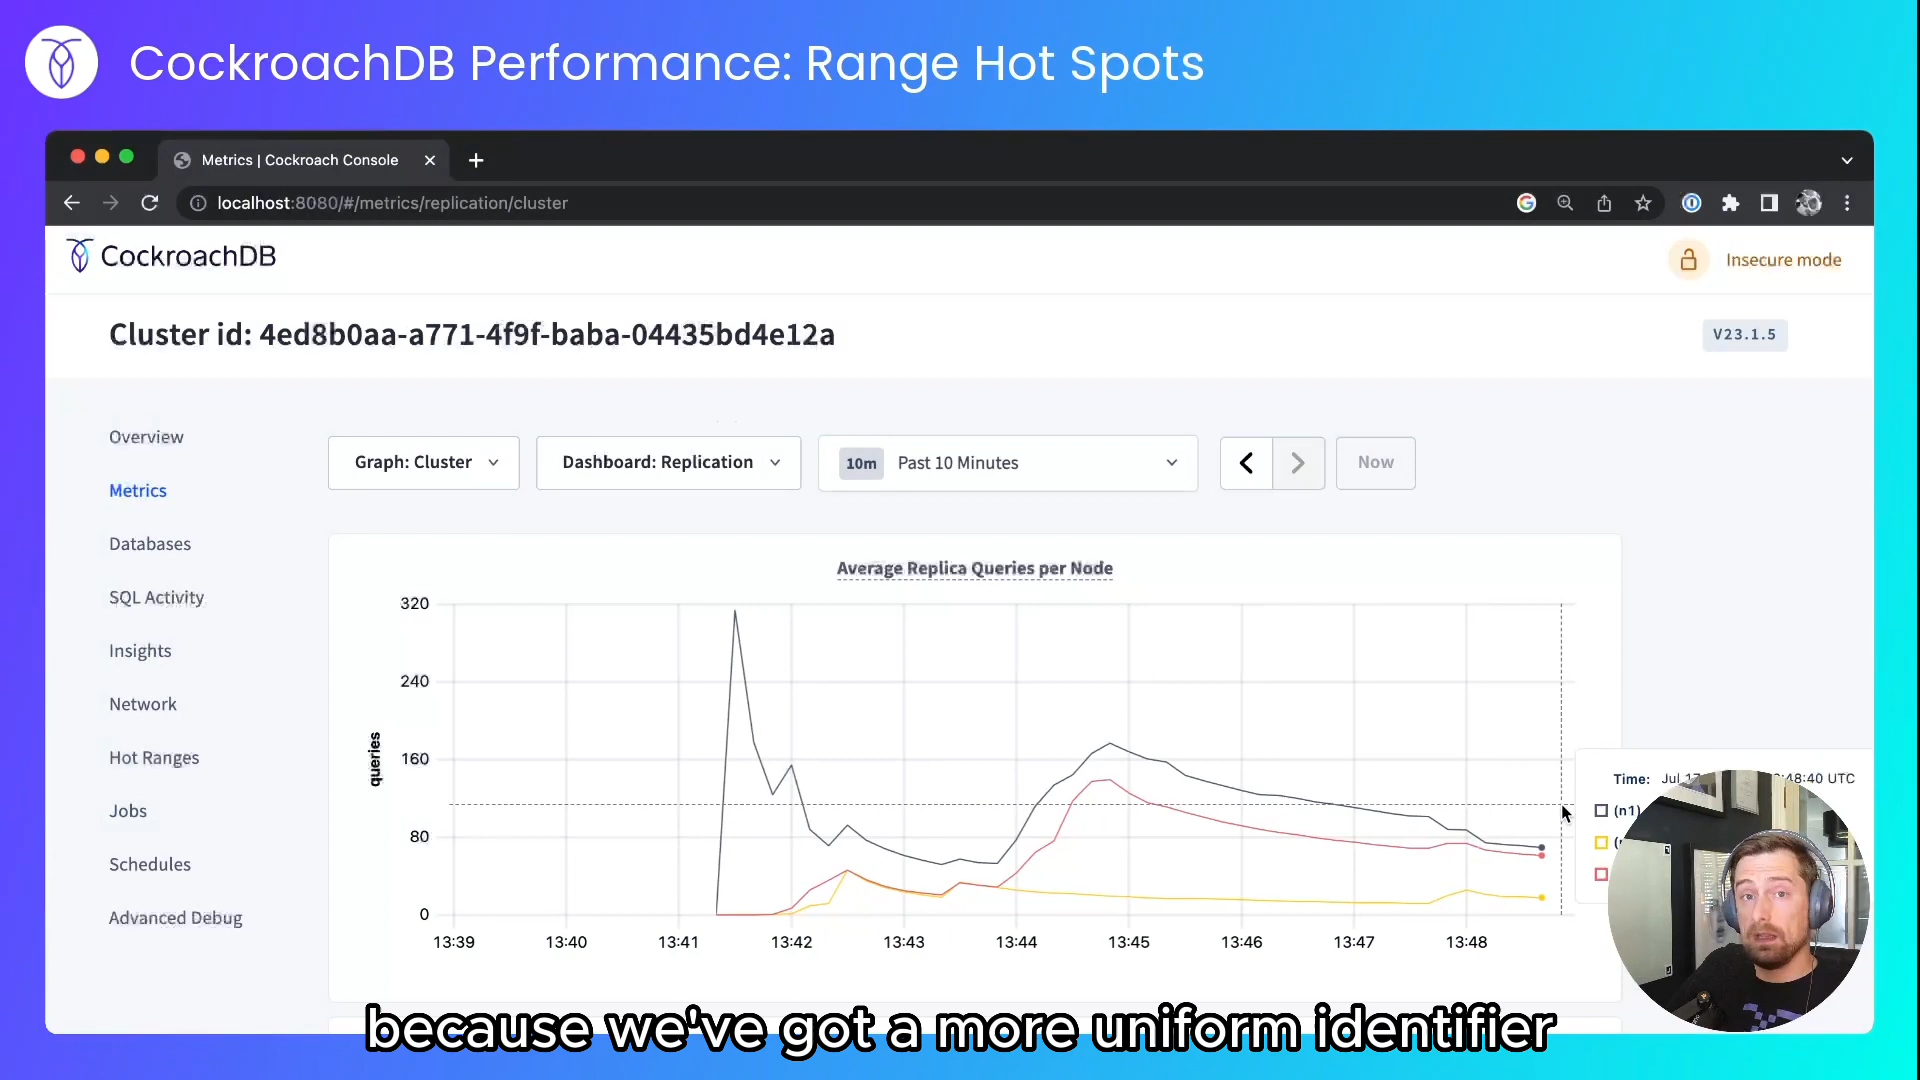 CockroachDB Performance: Range Hot Spots
Metrics | Cockroach Console
localhost:8080/#/metrics/replication/cluster
CockroachDB
Insecure mode
Cluster id: 4ed8b0aa-a771-4f9f-baba-04435bd4e12a
V23.1.5
Overview
Metrics
Databases
SQL Activity
Insights
Network
Hot Ranges
Jobs
Schedules
Advanced Debug
Graph: Cluster
Dashboard: Replication
10m Past 10 Minutes
Now
Average Replica Queries per Node
queries
320
240
160
80
0
13:39 13:40 13:41 13:42 13:43 13:44 13:45 13:46 13:47 13:48
Time: Jul :48:40 UTC
(n1)
because we've got a more uniform identifier